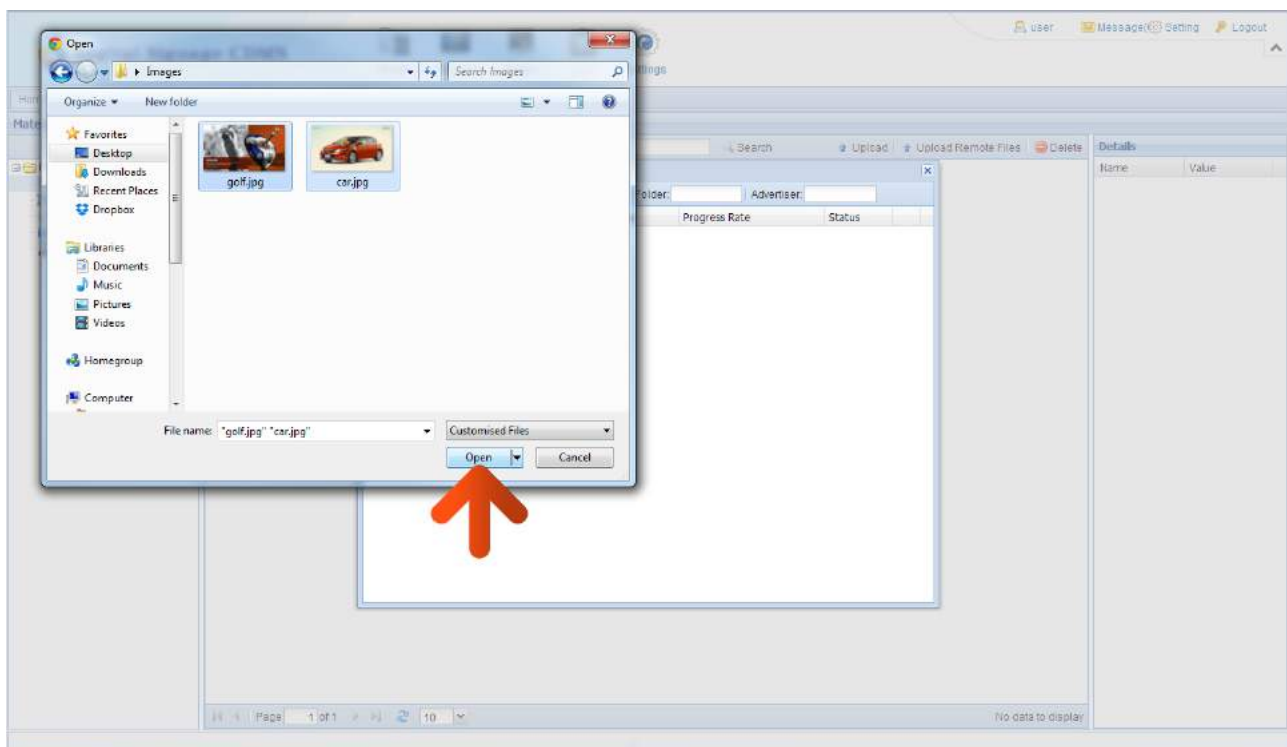 Open
user Message( Setting Logout
Images Search Images
Organize New folder
Favorites
Desktop
Downloads
Recent Places
Dropbox
Libraries
Documents
Music
Pictures
Videos
Homegroup
Computer
golf.jpg car.jpg
File name: "golf.jpg" "car.jpg" Customised Files
Open Cancel
Search Upload Upload Remote Files Delete
Folder: Advertiser:
Progress Rate Status
Details
Name Value
Page 1 of 1 10 No data to display